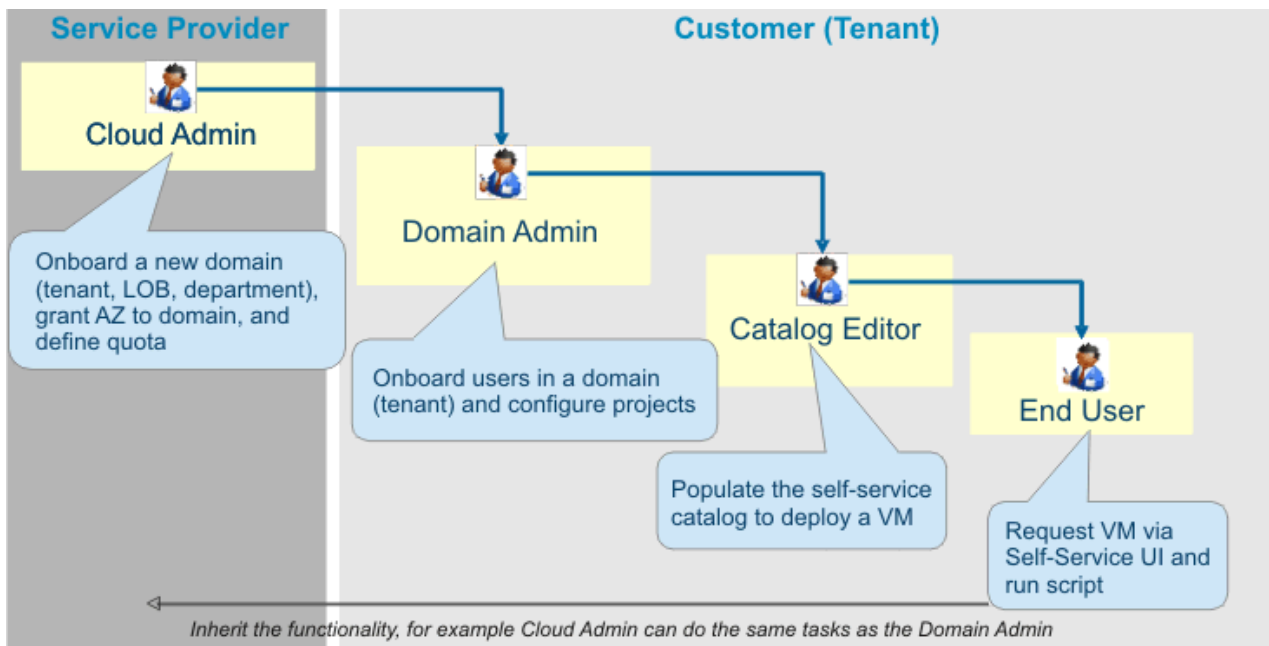 Service Provider
Customer (Tenant)
Cloud Admin
Onboard a new domain
(tenant, LOB, department),
grant AZ to domain, and
define quota
Domain Admin
Onboard users in a domain
(tenant) and configure projects
Catalog Editor
Populate the self-service
catalog to deploy a VM
End User
Request VM via
Self-Service UI and
run script
Inherit the functionality, for example Cloud Admin can do the same tasks as the Domain Admin